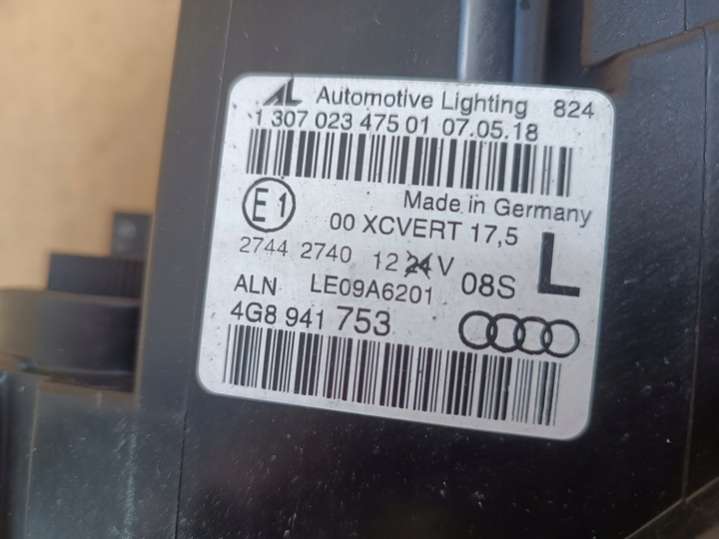 AL Automotive Lighting 824
1 307 023 475 01 07.05.18
Made in Germany
E1 00 XCVERT 17,5
2744 2740 12 24 V 08S L
ALN LE09A6201
4G8 941 753